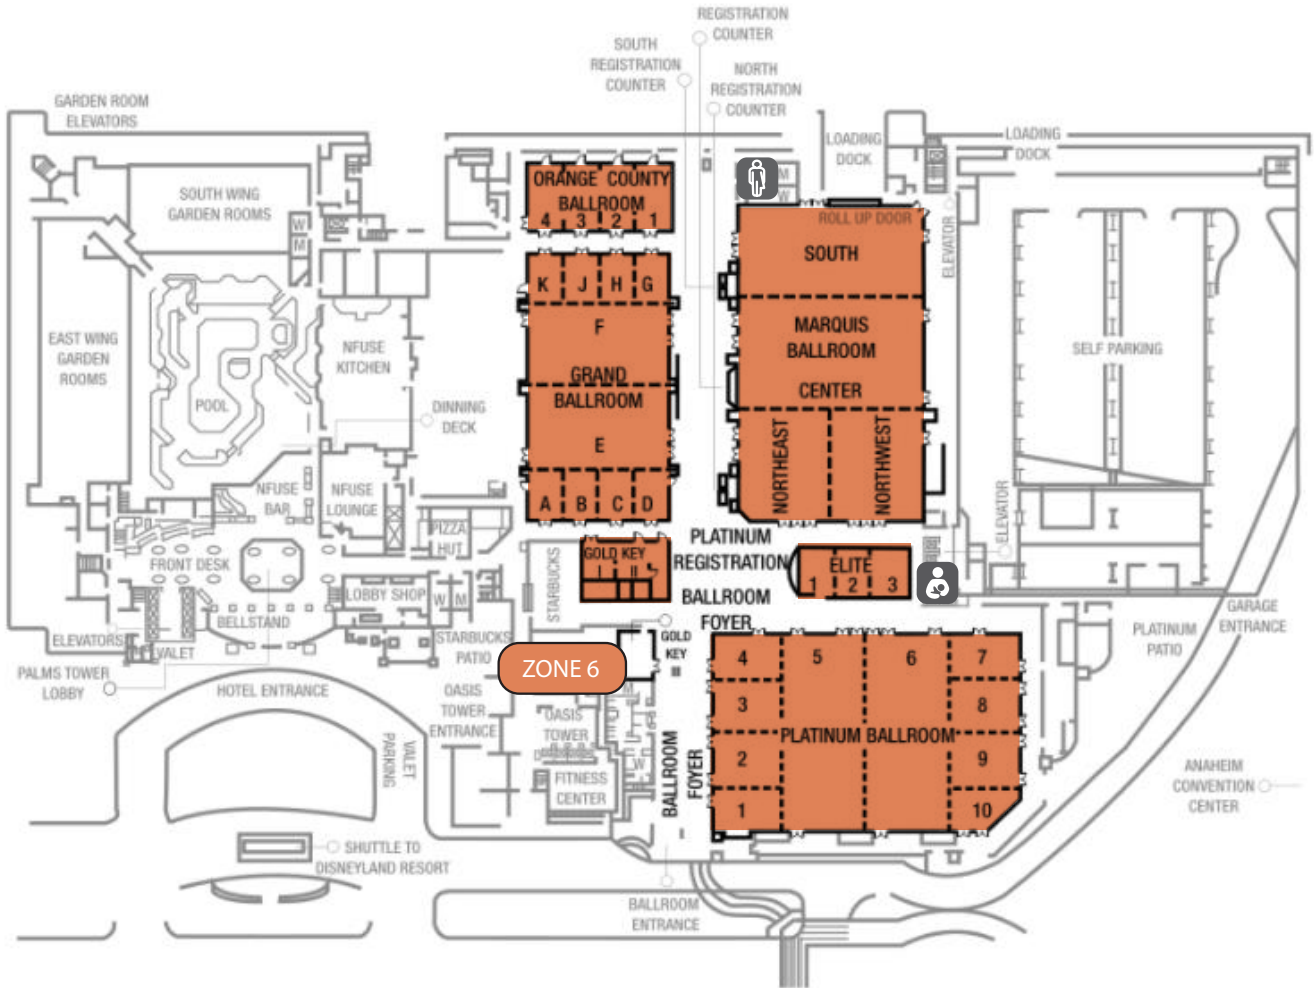 REGISTRATION
COUNTER
SOUTH
REGISTRATION
COUNTER
NORTH
REGISTRATION
COUNTER
GARDEN ROOM
ELEVATORS
LOADING
DOCK
LOADING
DOCK
SOUTH WING
GARDEN ROOMS
W
M
ORANGE COUNTY
BALLROOM
4 3 2 1
M
W
ROLL UP DOOR
ELEVATOR
SOUTH
K J H G
F
GRAND
BALLROOM
E
A B C D
MARQUIS
BALLROOM
CENTER
NORTHEAST
NORTHWEST
EAST WING
GARDEN
ROOMS
POOL
NFUSE
KITCHEN
DINNING
DECK
SELF PARKING
NFUSE
BAR
NFUSE
LOUNGE
PIZZA
HUT
ELEVATOR
FRONT DESK
STARBUCKS
GOLD KEY
I II
PLATINUM
REGISTRATION
ELITE
1 2 3
LOBBY SHOP
W M
BALLROOM
FOYER
BELLSTAND
ELEVATORS
VALET
STARBUCKS
PATIO
GOLD
KEY
III
ZONE 6
PLATINUM
PATIO
GARAGE
ENTRANCE
PALMS TOWER
LOBBY
HOTEL ENTRANCE
OASIS
TOWER
ENTRANCE
M
OASIS
TOWER
W
FITNESS
CENTER
VALET
PARKING
BALLROOM
FOYER
4 5 6 7
3 8
PLATINUM BALLROOM
2 9
1 10
ANAHEIM
CONVENTION
CENTER
SHUTTLE TO
DISNEYLAND RESORT
BALLROOM
ENTRANCE